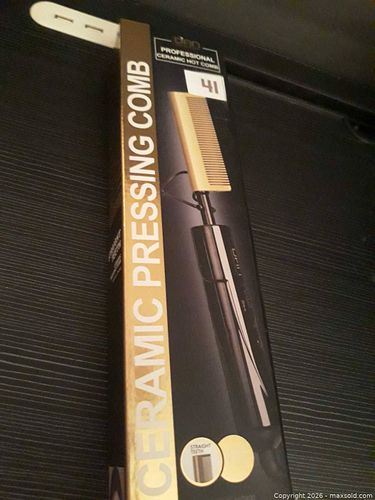 PROFESSIONAL
CERAMIC HOT COMB
41
CERAMIC PRESSING COMB
STRAIGHT
TEETH
Copyright © 2026 - maxsold.com